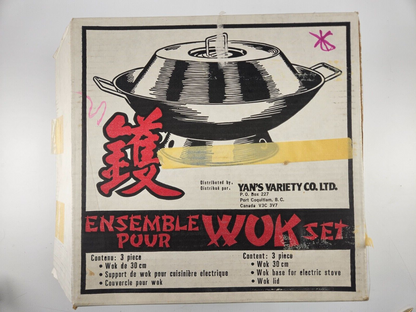 鑊
Distributed by,
Distribué par,
YAN'S VARIETY CO. LTD.
P. O. Box 227
Port Coquitlam, B. C.
Canada V3C 3V7
ENSEMBLE
POUR
WOK SET
Contenu: 3 piece
• Wok de 30 cm
• Support de wok pour cuisinière electrique
• Couvercle pour wok
Content: 3 piece
• Wok 30 cm
• Wok base for electric stove
• Wok lid